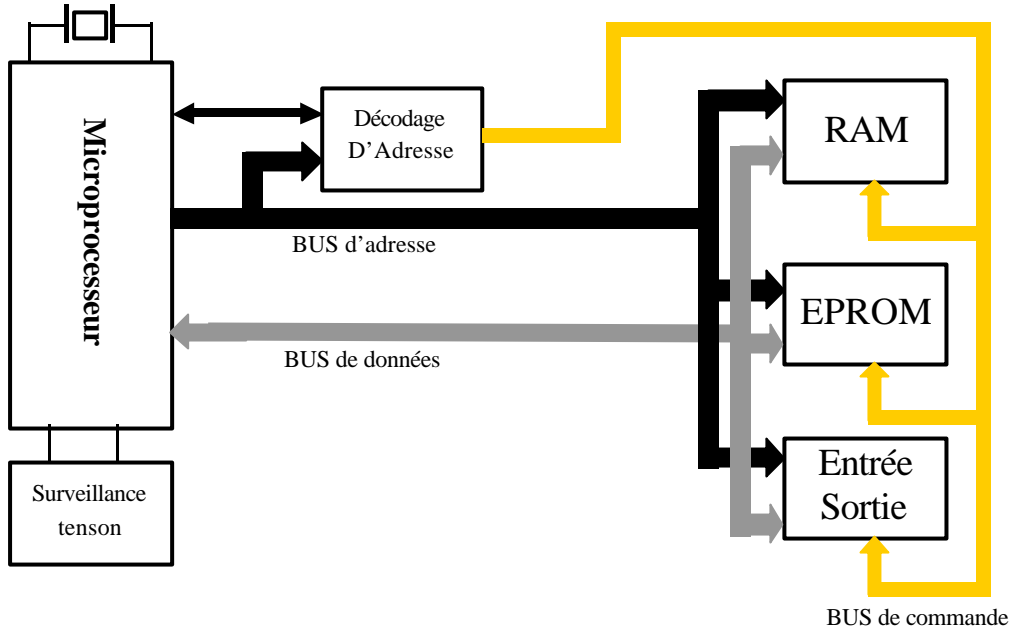 Microprocesseur
Décodage
D'Adresse
RAM
BUS d'adresse
EPROM
BUS de données
Entrée
Sortie
Surveillance
tenson
BUS de commande